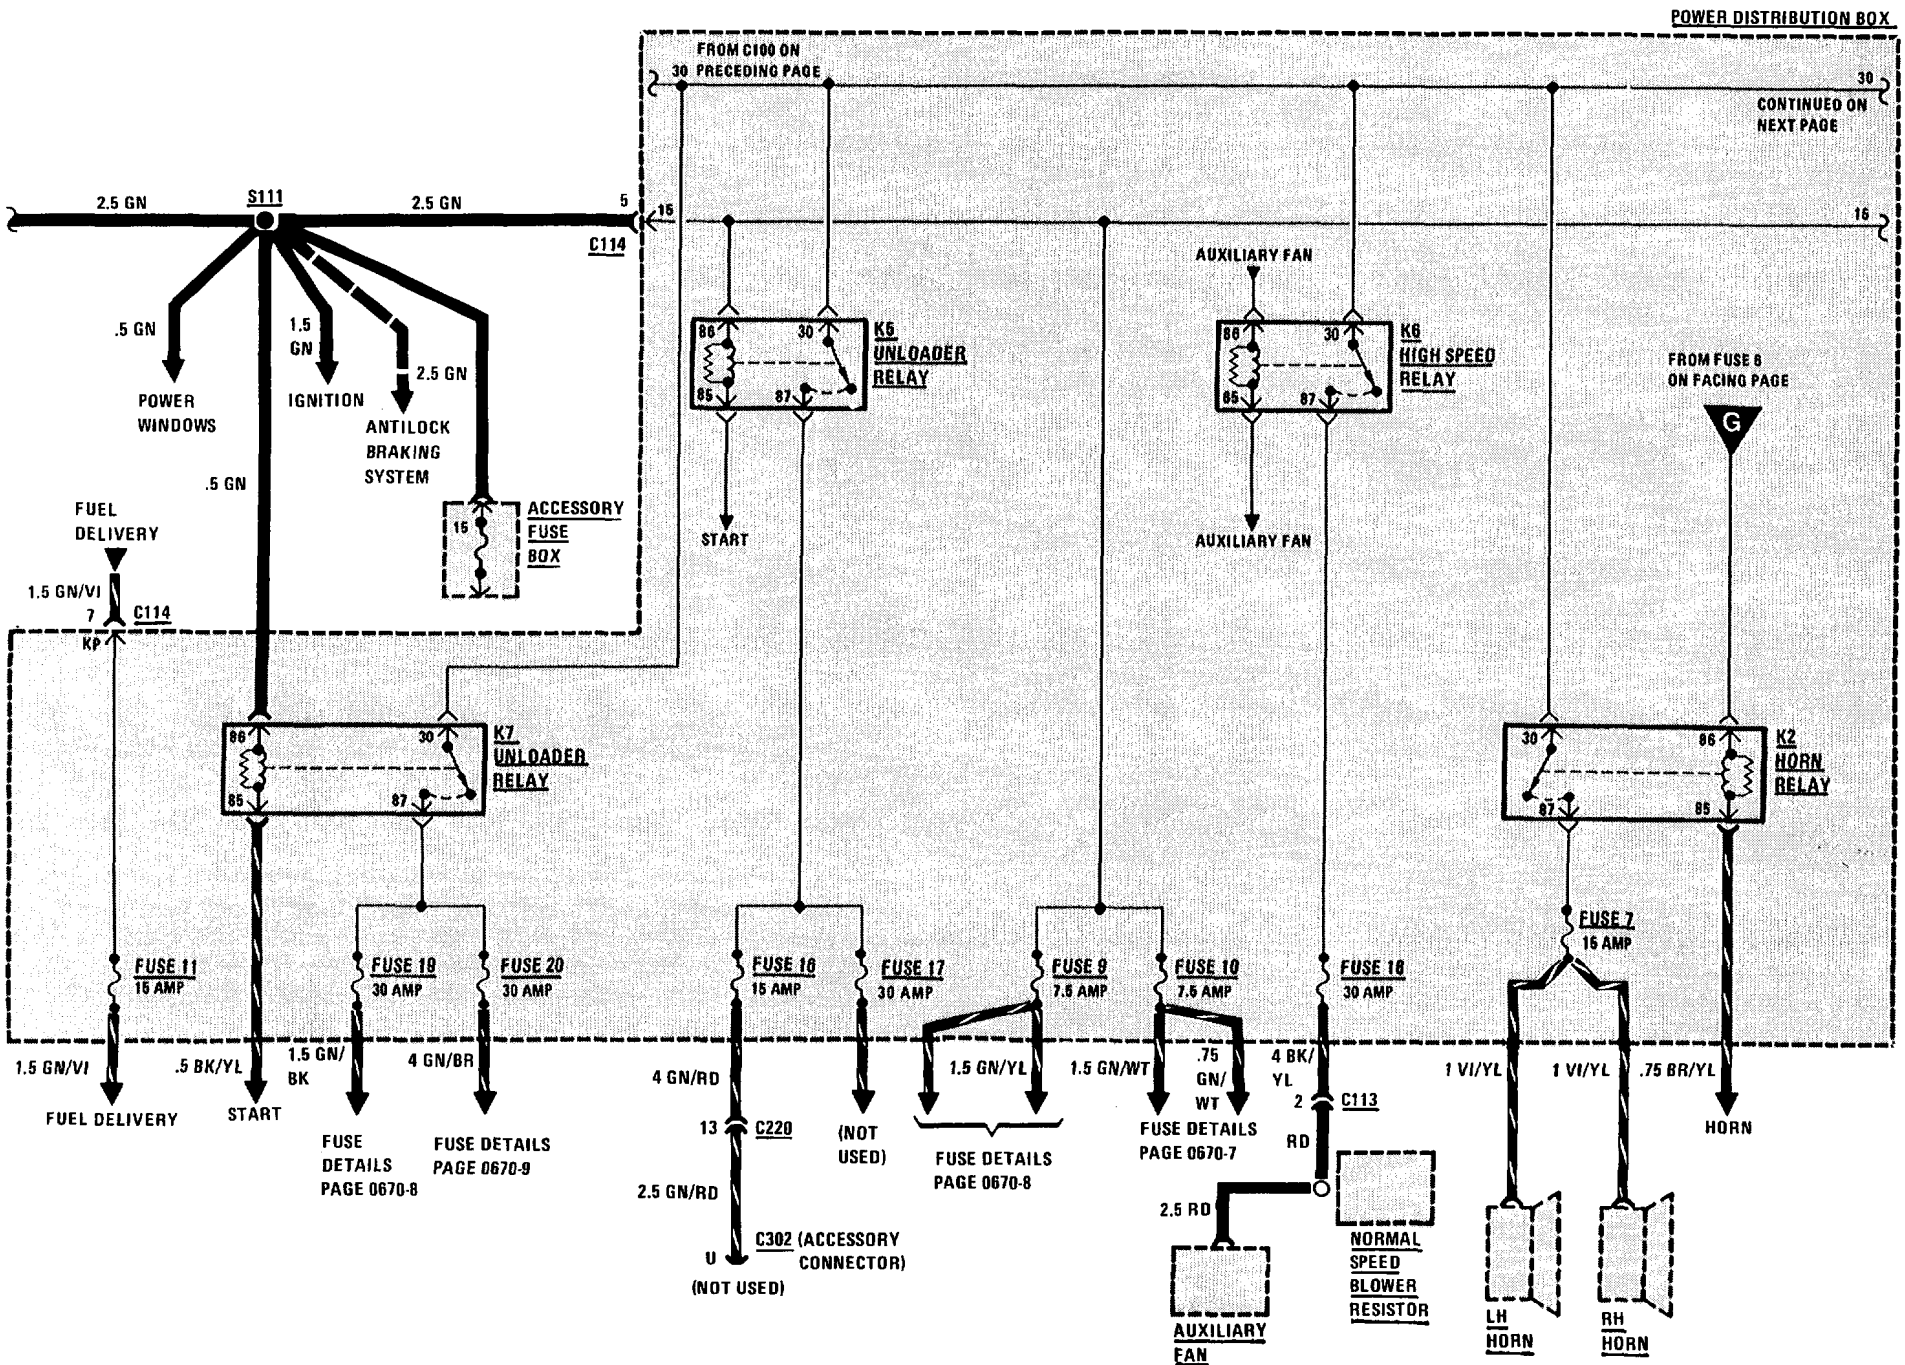 POWER DISTRIBUTION BOX
FROM C100 ON
30 PRECEDING PAGE
30
CONTINUED ON
NEXT PAGE
2.5 GN
S111
2.5 GN
5
15
C114
15
.5 GN
POWER
WINDOWS
1.5
GN
IGNITION
2.5 GN
ANTILOCK
BRAKING
SYSTEM
.5 GN
ACCESSORY
FUSE
BOX
15
FUEL
DELIVERY
1.5 GN/VI
7
C114
KP
86
30
85
87
K5
UNLOADER
RELAY
START
AUXILIARY FAN
86
30
85
87
K6
HIGH SPEED
RELAY
AUXILIARY FAN
FROM FUSE 8
ON FACING PAGE
G
86
30
85
87
K7
UNLOADER
RELAY
30
86
87
85
K2
HORN
RELAY
FUSE 11
15 AMP
FUSE 19
30 AMP
FUSE 20
30 AMP
FUSE 16
15 AMP
FUSE 17
30 AMP
FUSE 9
7.5 AMP
FUSE 10
7.5 AMP
FUSE 18
30 AMP
FUSE 7
15 AMP
1.5 GN/VI
FUEL DELIVERY
.5 BK/YL
START
1.5 GN/
BK
FUSE
DETAILS
PAGE 0670-8
4 GN/BR
FUSE DETAILS
PAGE 0670-9
4 GN/RD
13
C220
2.5 GN/RD
U
C302 (ACCESSORY
CONNECTOR)
(NOT USED)
(NOT
USED)
1.5 GN/YL
FUSE DETAILS
PAGE 0670-8
1.5 GN/WT
.75
GN/
WT
FUSE DETAILS
PAGE 0670-7
4 BK/
YL
2
C113
RD
2.5 RD
AUXILIARY
FAN
NORMAL
SPEED
BLOWER
RESISTOR
1 VI/YL
1 VI/YL
.75 BR/YL
HORN
LH
HORN
RH
HORN